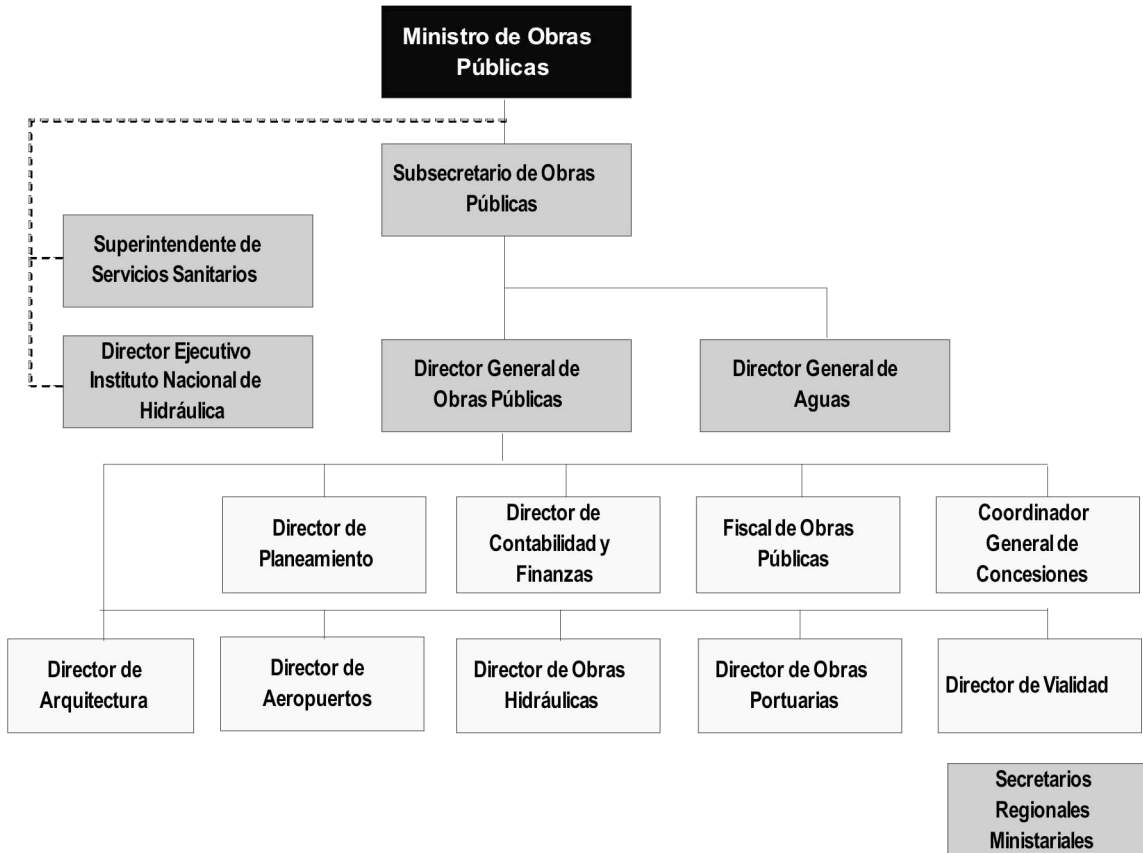 Ministro de Obras
Públicas
Subsecretario de Obras
Públicas
Superintendente de
Servicios Sanitarios
Director Ejecutivo
Instituto Nacional de
Hidráulica
Director General de
Obras Públicas
Director General de
Aguas
Director de
Planeamiento
Director de
Contabilidad y
Finanzas
Fiscal de Obras
Públicas
Coordinador
General de
Concesiones
Director de
Arquitectura
Director de
Aeropuertos
Director de Obras
Hidráulicas
Director de Obras
Portuarias
Director de Vialidad
Secretarios
Regionales
Ministariales